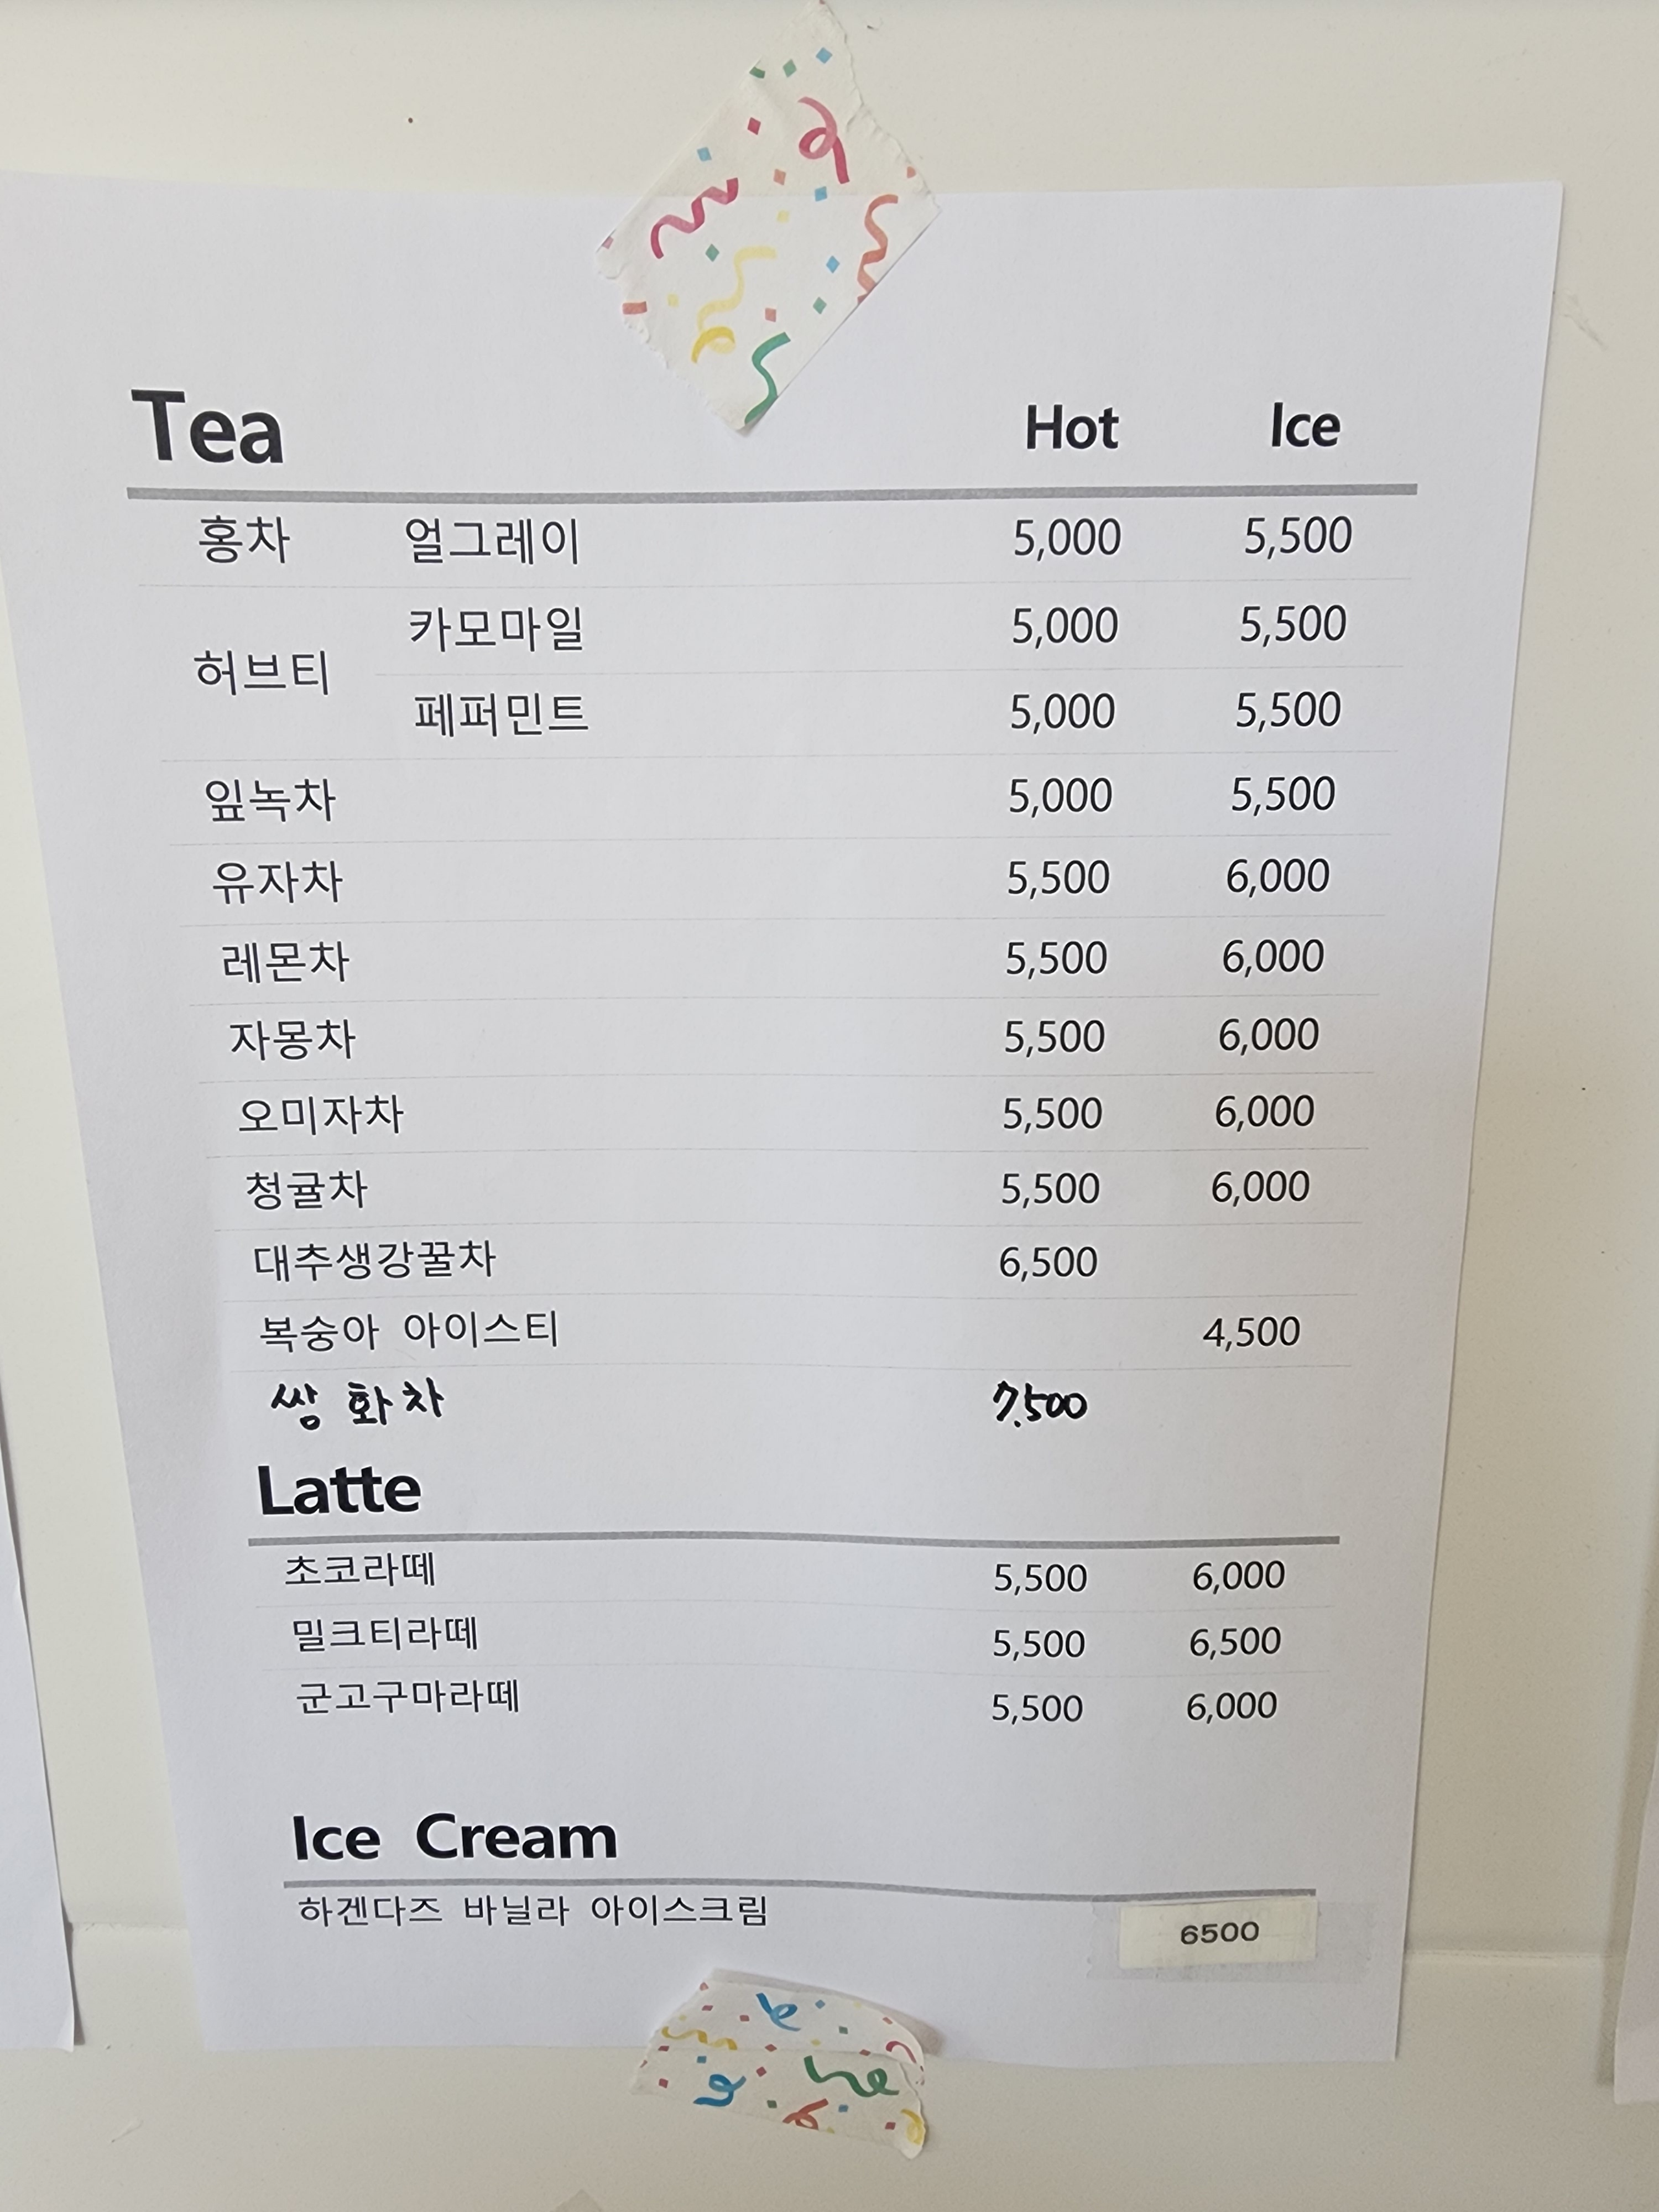 Tea Hot Ice
홍차 얼그레이 5,000 5,500
허브티 카모마일 5,000 5,500
페퍼민트 5,000 5,500
잎녹차 5,000 5,500
유자차 5,500 6,000
레몬차 5,500 6,000
자몽차 5,500 6,000
오미자차 5,500 6,000
청귤차 5,500 6,000
대추생강꿀차 6,500
복숭아 아이스티 4,500
쌍화차 7,500
Latte
초코라떼 5,500 6,000
밀크티라떼 5,500 6,500
군고구마라떼 5,500 6,000
Ice Cream
하겐다즈 바닐라 아이스크림 6500